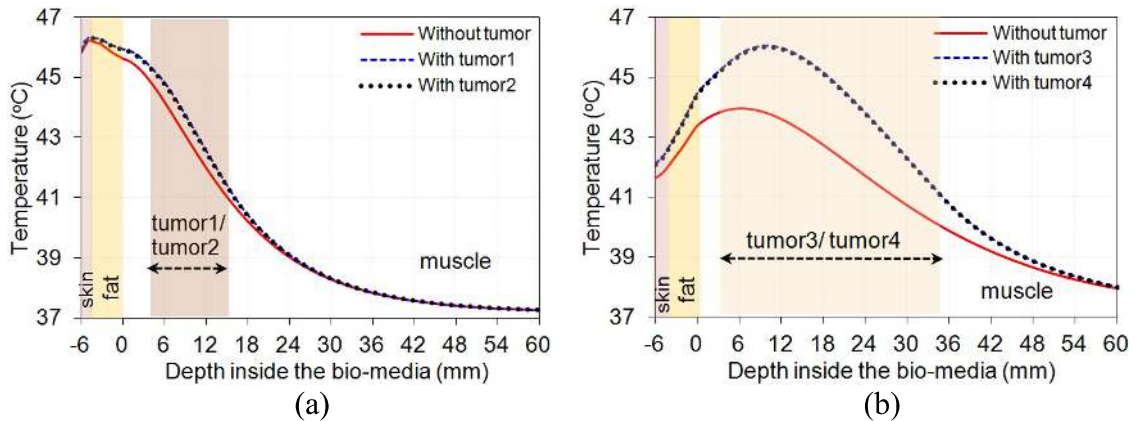 47
45
43
41
39
37
Temperature (ºC)
Without tumor
With tumor1
With tumor2
tumor1/
tumor2
skin
fat
muscle
-6 0 6 12 18 24 30 36 42 48 54 60
Depth inside the bio-media (mm)
(a)
47
45
43
41
39
37
Temperature (ºC)
Without tumor
With tumor3
With tumor4
tumor3/ tumor4
skin
fat
muscle
-6 0 6 12 18 24 30 36 42 48 54 60
Depth inside the bio-media (mm)
(b)